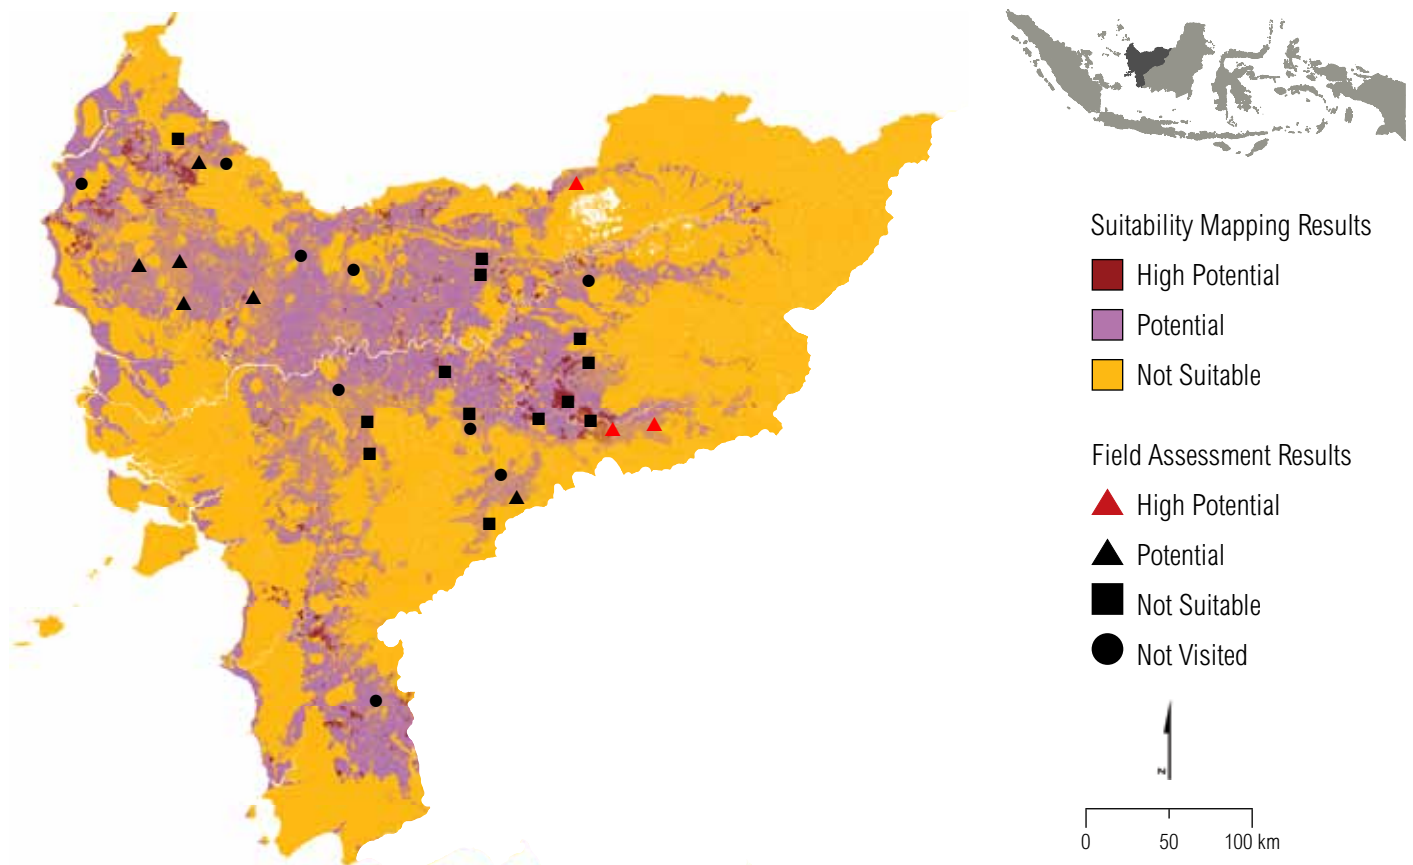 Suitability Mapping Results
High Potential
Potential
Not Suitable
Field Assessment Results
High Potential
Potential
Not Suitable
Not Visited
N
0 50 100 km